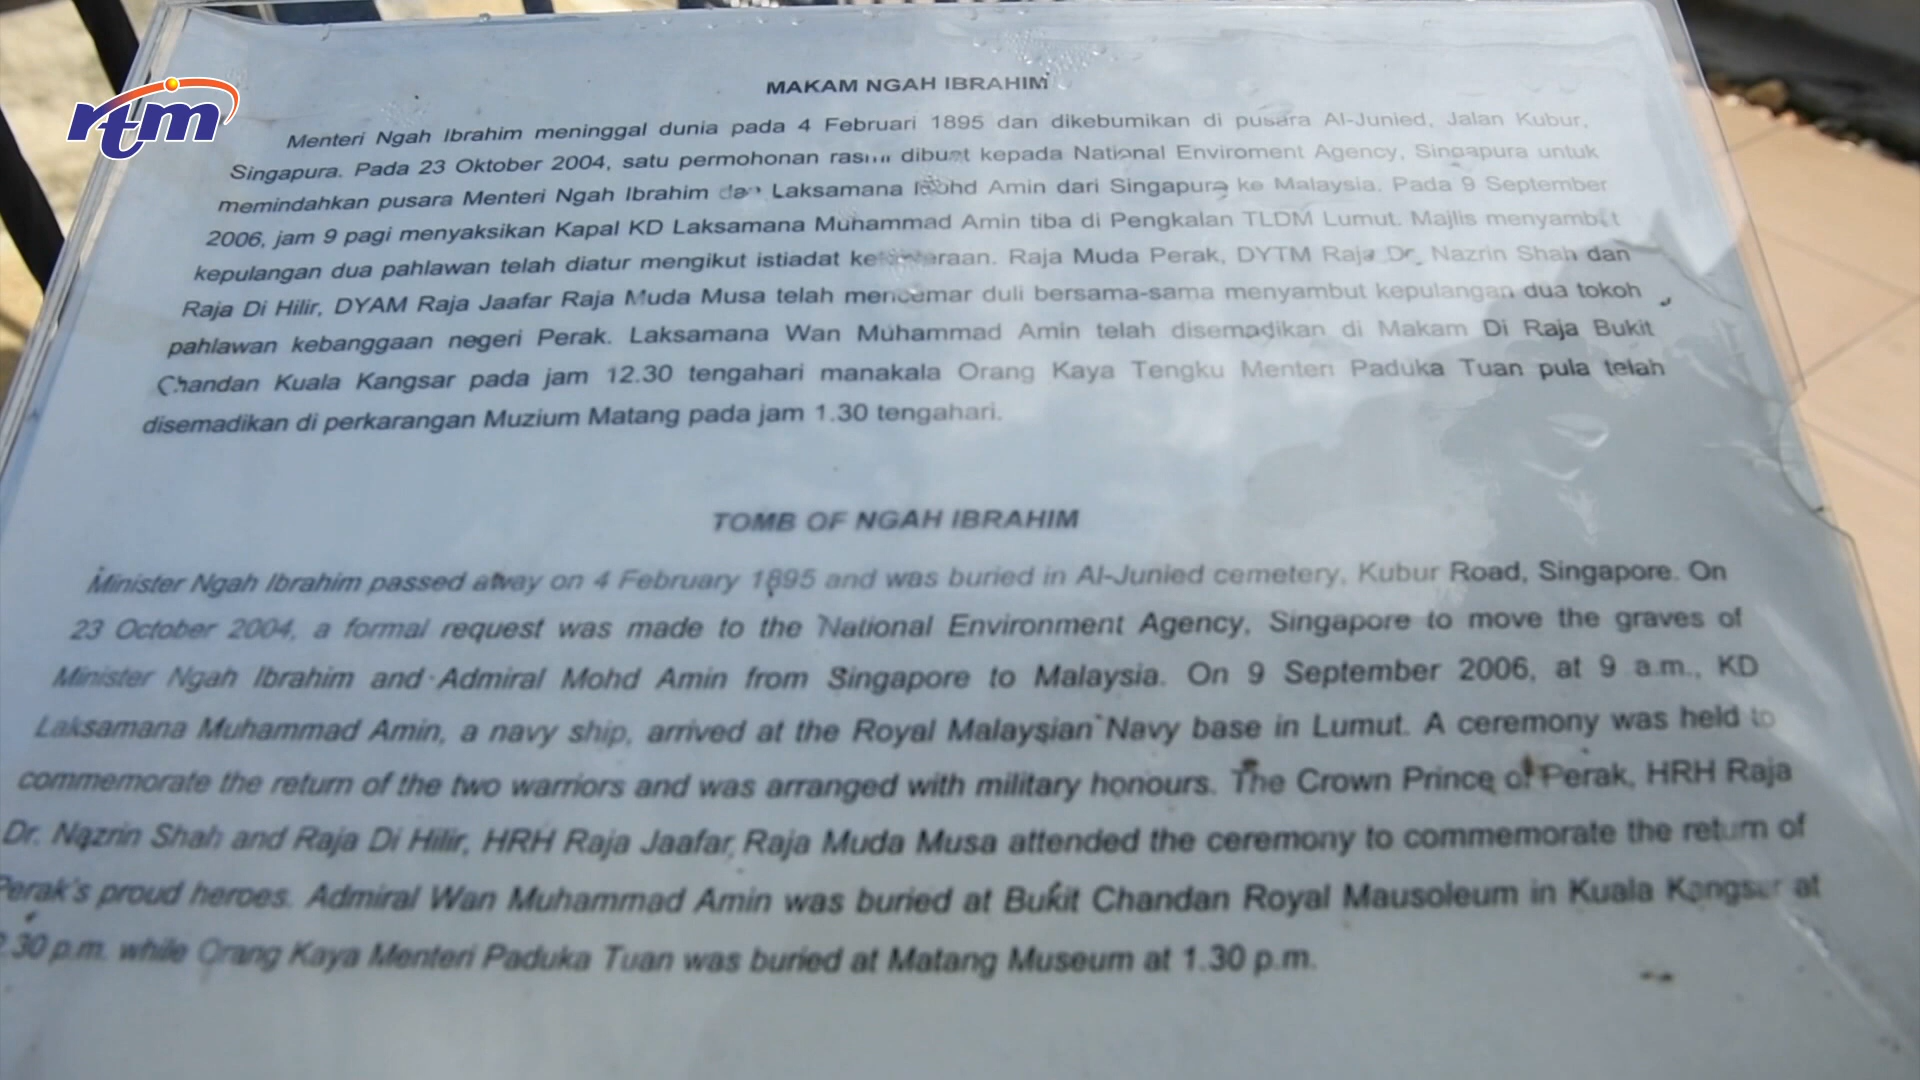 rtm
MAKAM NGAH IBRAHIM
Menteri Ngah Ibrahim meninggal dunia pada 4 Februari 1895 dan dikebumikan di pusara Al-Junied, Jalan Kubur,
Singapura. Pada 23 Oktober 2004, satu permohonan dibuat kepada National Enviroment Agency, Singapura untuk
memindahkan pusara Menteri Ngah Ibrahim dan Laksamana Mohd Amin dari Singapura ke Malaysia. Pada 9 September
2006, jam 9 pagi menyaksikan Kapal KD Laksamana Muhammad Amin tiba di Pengkalan TLDM Lumut. Majlis menyambut
kepulangan dua pahlawan telah diatur mengikut istiadat Raja Muda Perak, DYTM Raja Dr. Nazrin Shah dan
Raja Di Hilir, DYAM Raja Jaafar Raja Muda Musa telah mencemar duli bersama-sama menyambut kepulangan dua tokoh
pahlawan kebanggaan negeri Perak. Laksamana Wan Muhammad Amin telah disemadikan di Makam Di Raja Bukit
Chandan Kuala Kangsar pada jam 12.30 tengahari manakala Orang Kaya Tengku Menteri Paduka Tuan pula telah
disemadikan di perkarangan Muzium Matang pada jam 1.30 tengahari.
TOMB OF NGAH IBRAHIM
Minister Ngah Ibrahim passed away on 4 February 1895 and was buried in Al-Junied cemetery, Kubur Road, Singapore. On
23 October 2004, a formal request was made to the National Environment Agency, Singapore to move the graves of
Minister Ngah Ibrahim and Admiral Mohd Amin from Singapore to Malaysia. On 9 September 2006, at 9 a.m., KD
Laksamana Muhammad Amin, a navy ship, arrived at the Royal Malaysian Navy base in Lumut. A ceremony was held to
commemorate the return of the two warriors and was arranged with military honours. The Crown Prince of Perak, HRH Raja
Dr. Nazrin Shah and Raja Di Hilir, HRH Raja Jaafar Raja Muda Musa attended the ceremony to commemorate the return of
Perak's proud heroes. Admiral Wan Muhammad Amin was buried at Bukit Chandan Royal Mausoleum in Kuala Kangsar at
.30 p.m. while Orang Kaya Menteri Paduka Tuan was buried at Matang Museum at 1.30 p.m.